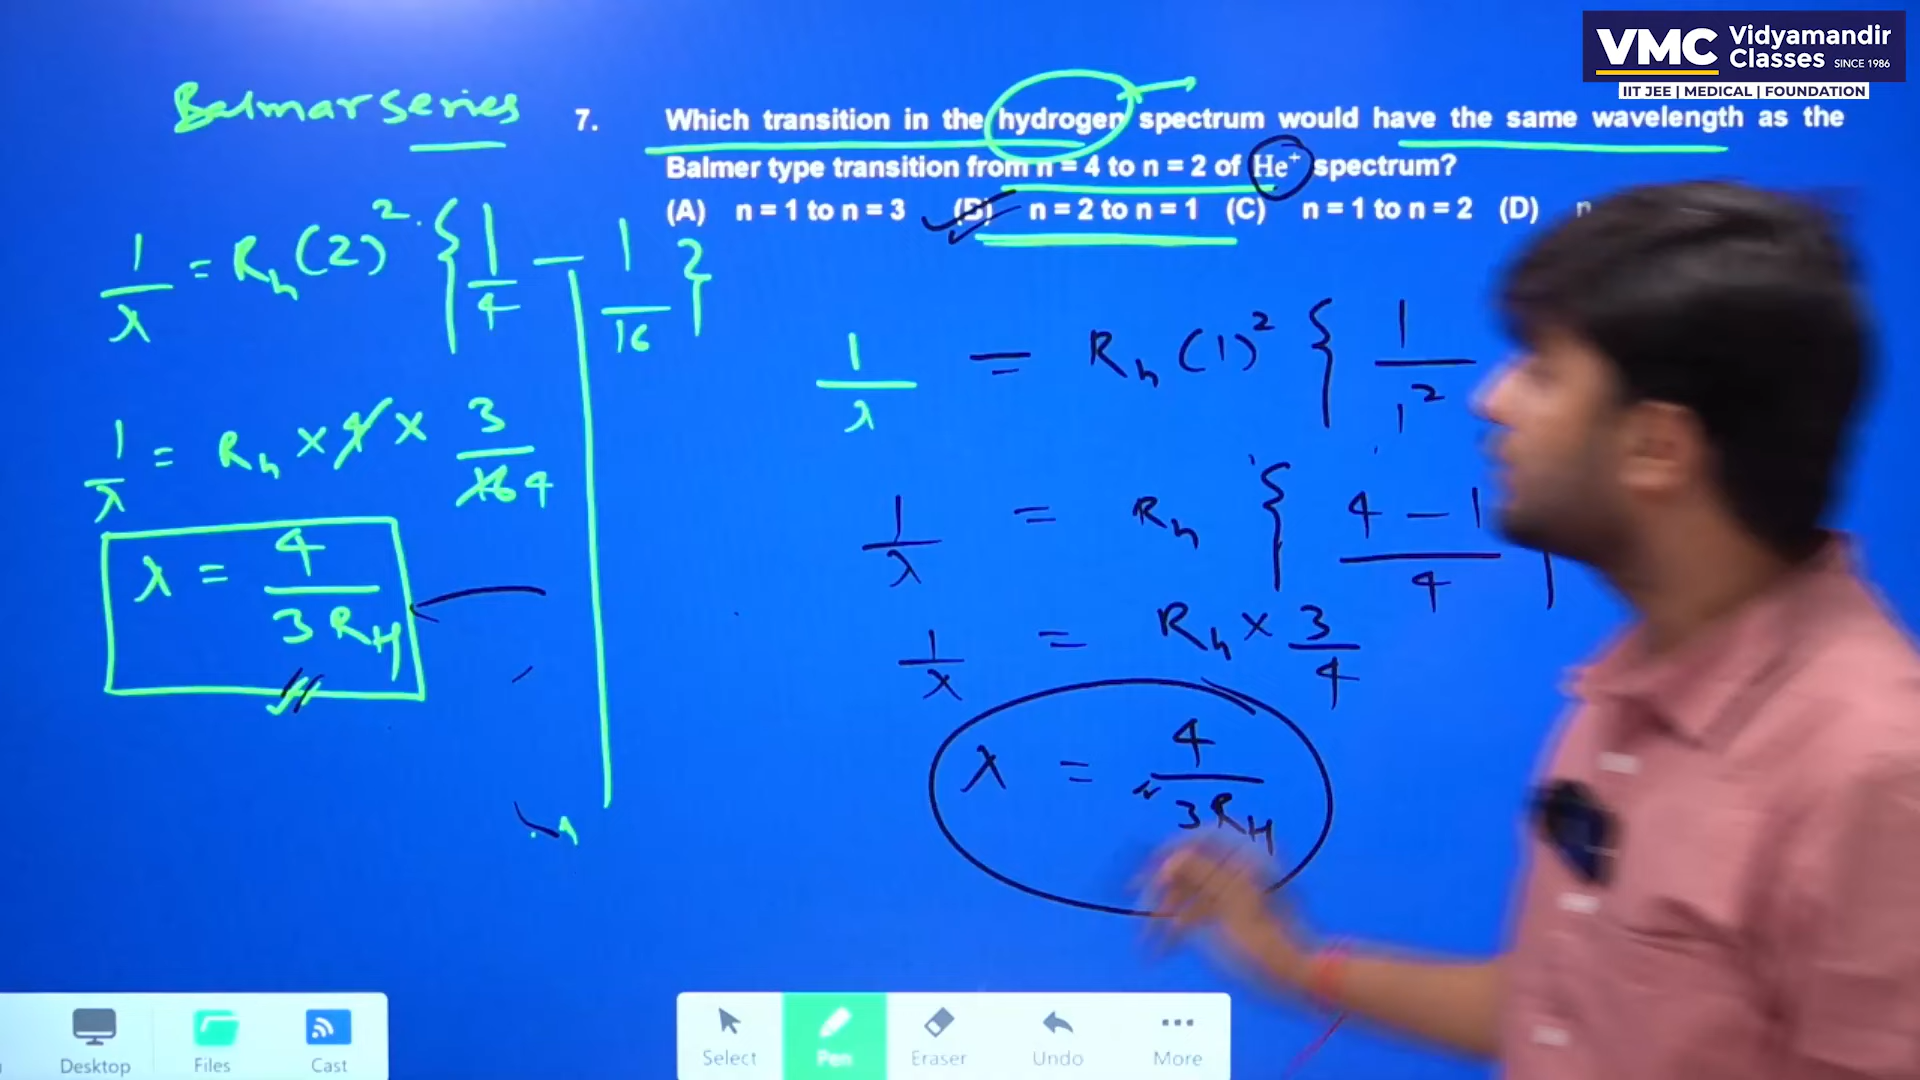 VMC Vidyamandir Classes SINCE 1986
IIT JEE | MEDICAL | FOUNDATION
Balmar series
7. Which transition in the hydrogen spectrum would have the same wavelength as the
Balmer type transition from n = 4 to n = 2 of He⁺ spectrum?
(A) n = 1 to n = 3 (B) n = 2 to n = 1 (C) n = 1 to n = 2 (D) n
1/λ = Rh (2)² { 1/4 − 1/16 }
1/λ = Rh × 4 × 3/16 4
λ = 4/3RH
1/λ = Rh (1)² { 1/1²
1/λ = Rh { 4 − 1/4 }
1/λ = Rh × 3/4
λ = 4/3RH
Desktop Files Cast
Select Pen Eraser Undo More